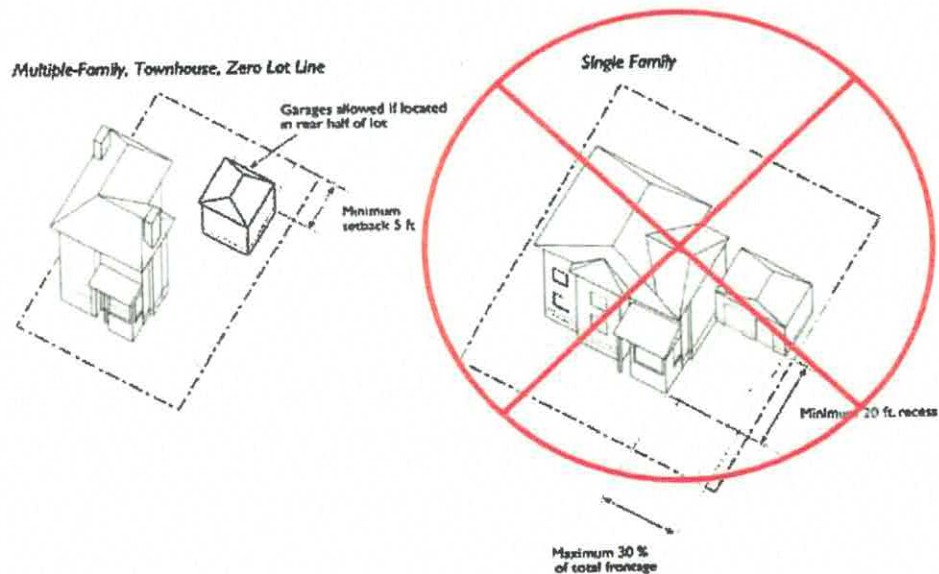 Multiple-Family, Townhouse, Zero Lot Line
Garages allowed if located
in rear half of lot
Minimum
setback 5 ft
Single Family
Minimum 20 ft. recess
Maximum 30 %
of total frontage